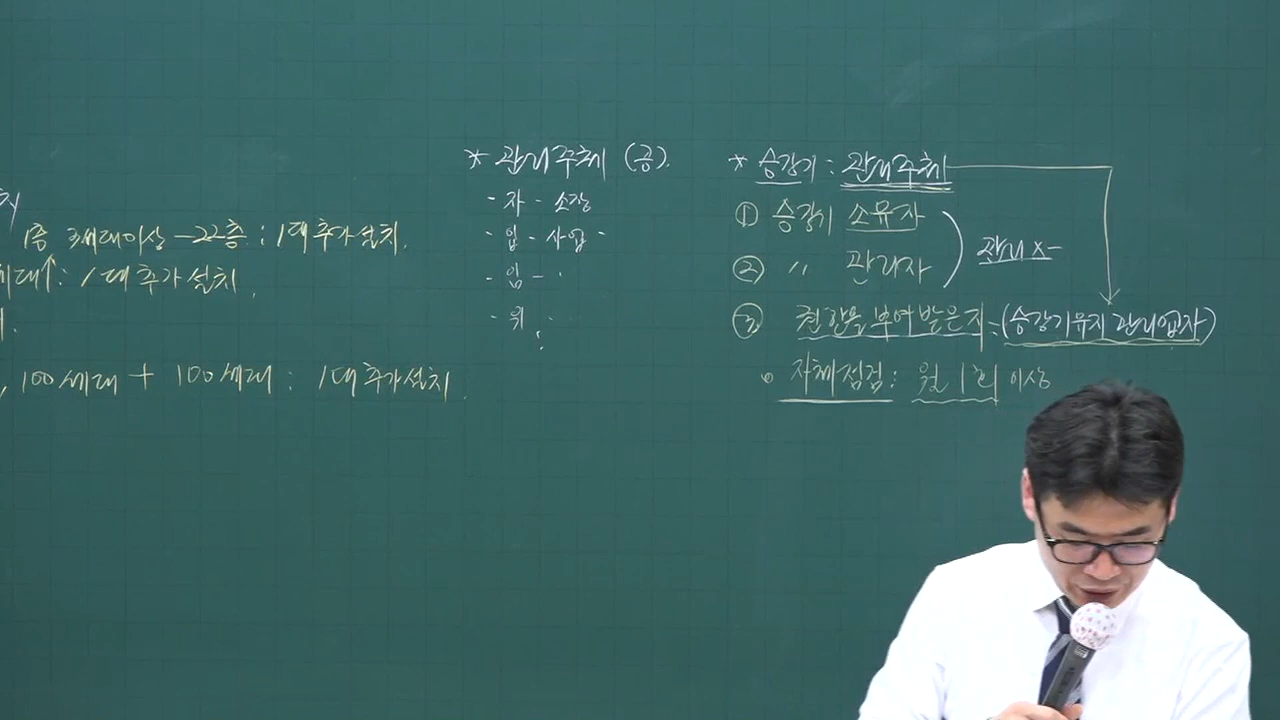 1층 3세대이상 - 22층 : 1대 추가설치.
세대↑ : 1대 추가설치.
100세대 + 100세대 : 1대 추가설치.
* 관리주체 (공).
- 자 - 소장
- 입 - 사업 -
- 임 -
- 위
* 승강기 : 관리주체
① 승강기 소유자
② 〃 관리자
관리 X
③ 권한을 부여받은자 : (승강기유지관리업자)
• 자체점검 : 월 1회 이상